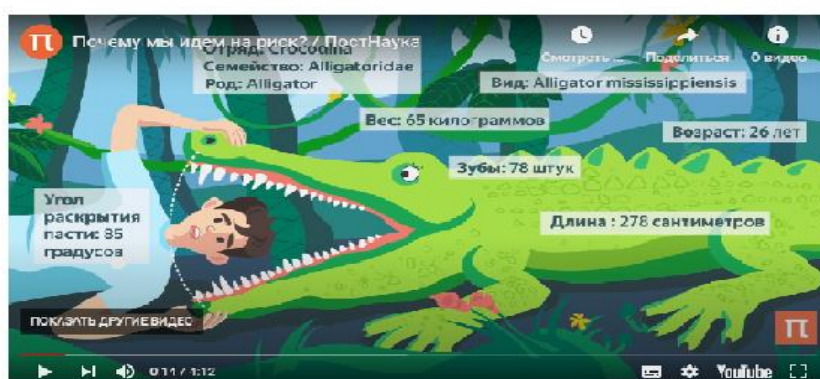 Почему мы идем на риск? / ПостНаука
Отряд: Crocodilia
Семейство: Alligatoridae
Род: Alligator
Смотреть ...
Поделиться
О видео
Вид: Alligator mississippiensis
Вес: 65 килограммов
Возраст: 26 лет
Зубы: 78 штук
Угол
раскрытия
пасти: 85
градусов
Длина : 278 сантиметров
ПОКАЗАТЬ ДРУГИЕ ВИДЕО
YouTube